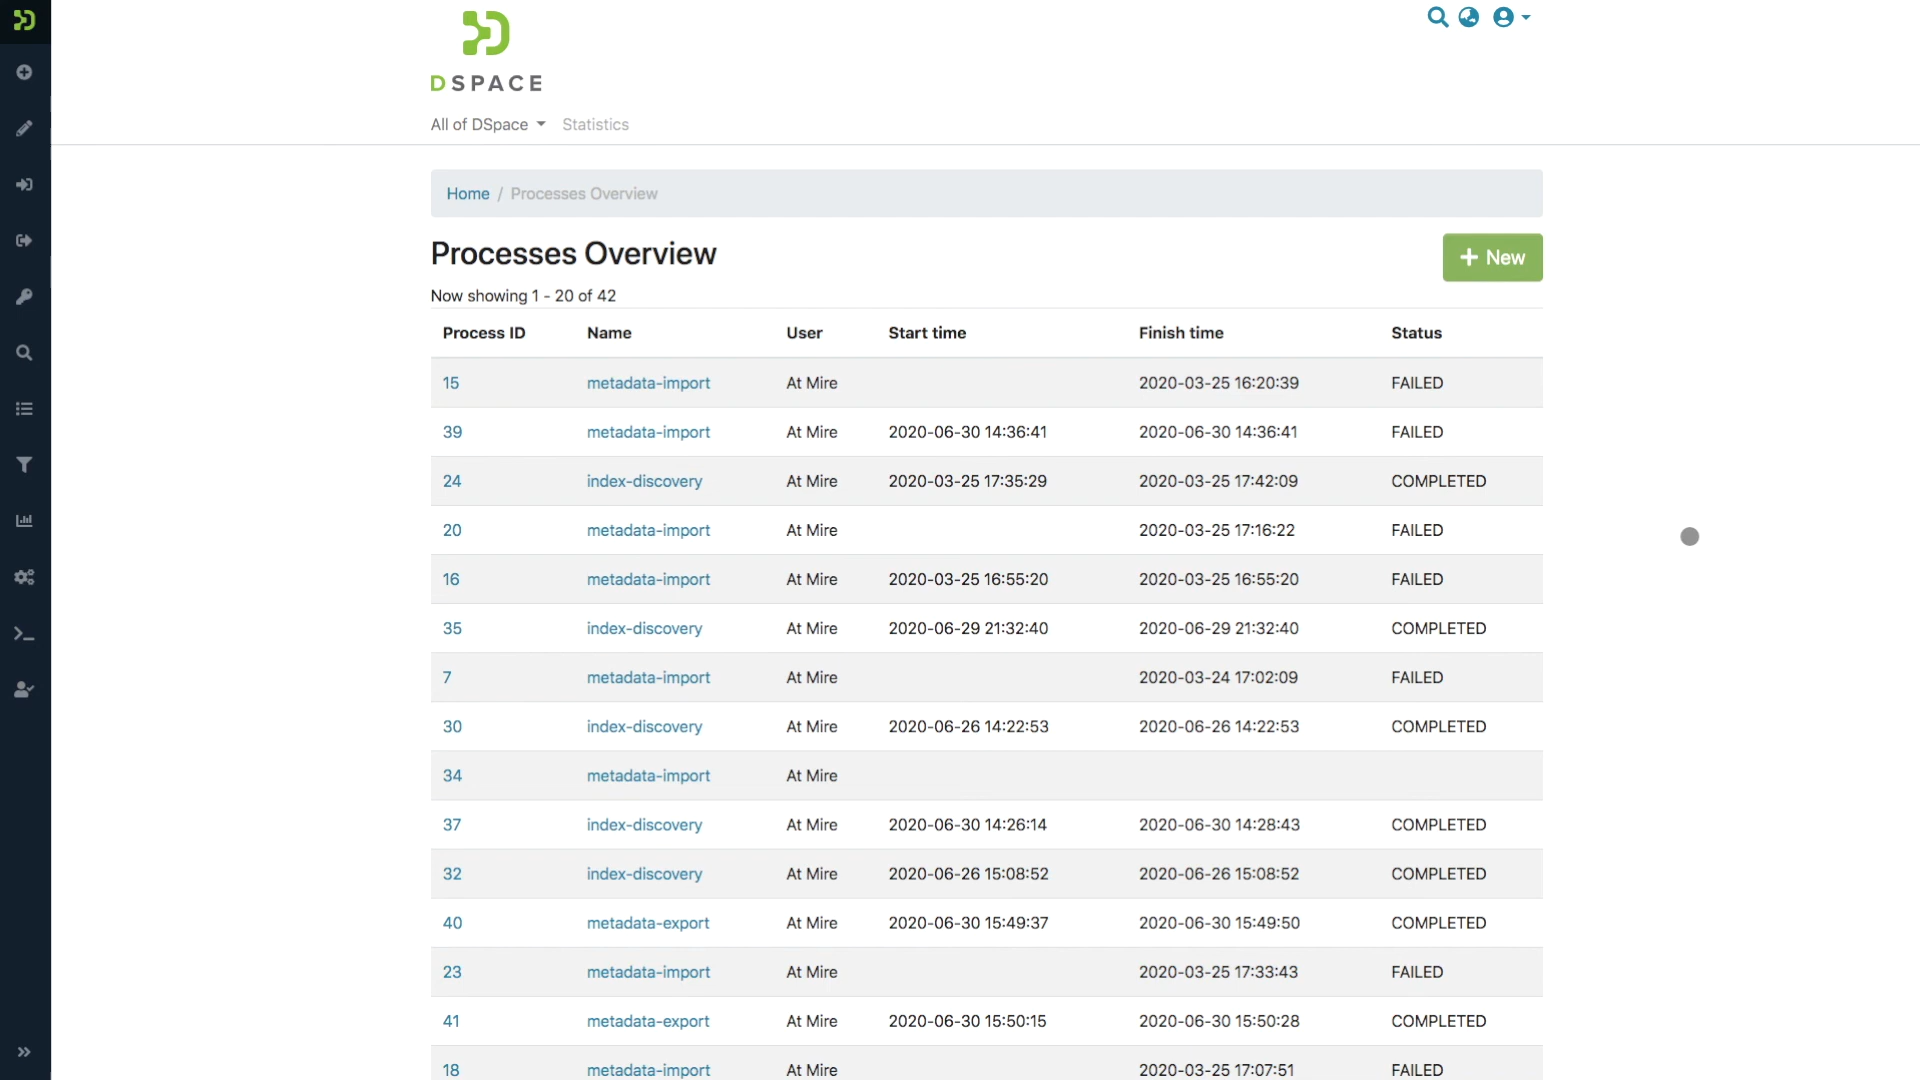 DSPACE
All of DSpace Statistics
Home / Processes Overview
Processes Overview
+ New
Now showing 1 - 20 of 42
Process ID Name User Start time Finish time Status
15 metadata-import At Mire 2020-03-25 16:20:39 FAILED
39 metadata-import At Mire 2020-06-30 14:36:41 2020-06-30 14:36:41 FAILED
24 index-discovery At Mire 2020-03-25 17:35:29 2020-03-25 17:42:09 COMPLETED
20 metadata-import At Mire 2020-03-25 17:16:22 FAILED
16 metadata-import At Mire 2020-03-25 16:55:20 2020-03-25 16:55:20 FAILED
35 index-discovery At Mire 2020-06-29 21:32:40 2020-06-29 21:32:40 COMPLETED
7 metadata-import At Mire 2020-03-24 17:02:09 FAILED
30 index-discovery At Mire 2020-06-26 14:22:53 2020-06-26 14:22:53 COMPLETED
34 metadata-import At Mire
37 index-discovery At Mire 2020-06-30 14:26:14 2020-06-30 14:28:43 COMPLETED
32 index-discovery At Mire 2020-06-26 15:08:52 2020-06-26 15:08:52 COMPLETED
40 metadata-export At Mire 2020-06-30 15:49:37 2020-06-30 15:49:50 COMPLETED
23 metadata-import At Mire 2020-03-25 17:33:43 FAILED
41 metadata-export At Mire 2020-06-30 15:50:15 2020-06-30 15:50:28 COMPLETED
18 metadata-import At Mire 2020-03-25 17:07:51 FAILED